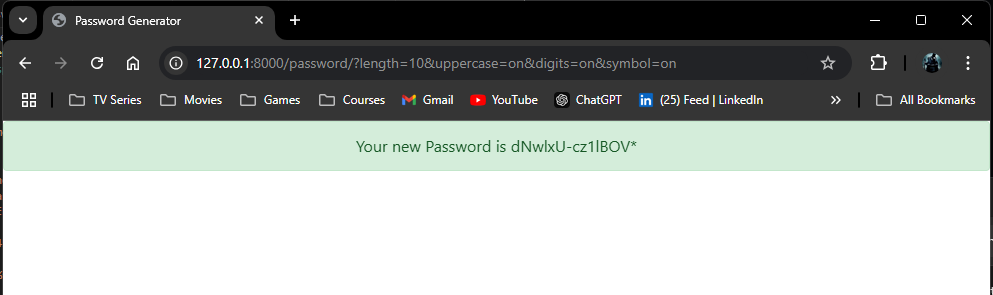 Password Generator
127.0.0.1:8000/password/?length=10&uppercase=on&digits=on&symbol=on
TV Series Movies Games Courses Gmail YouTube ChatGPT in (25) Feed | LinkedIn All Bookmarks
Your new Password is dNwlxU-cz1lBOV*